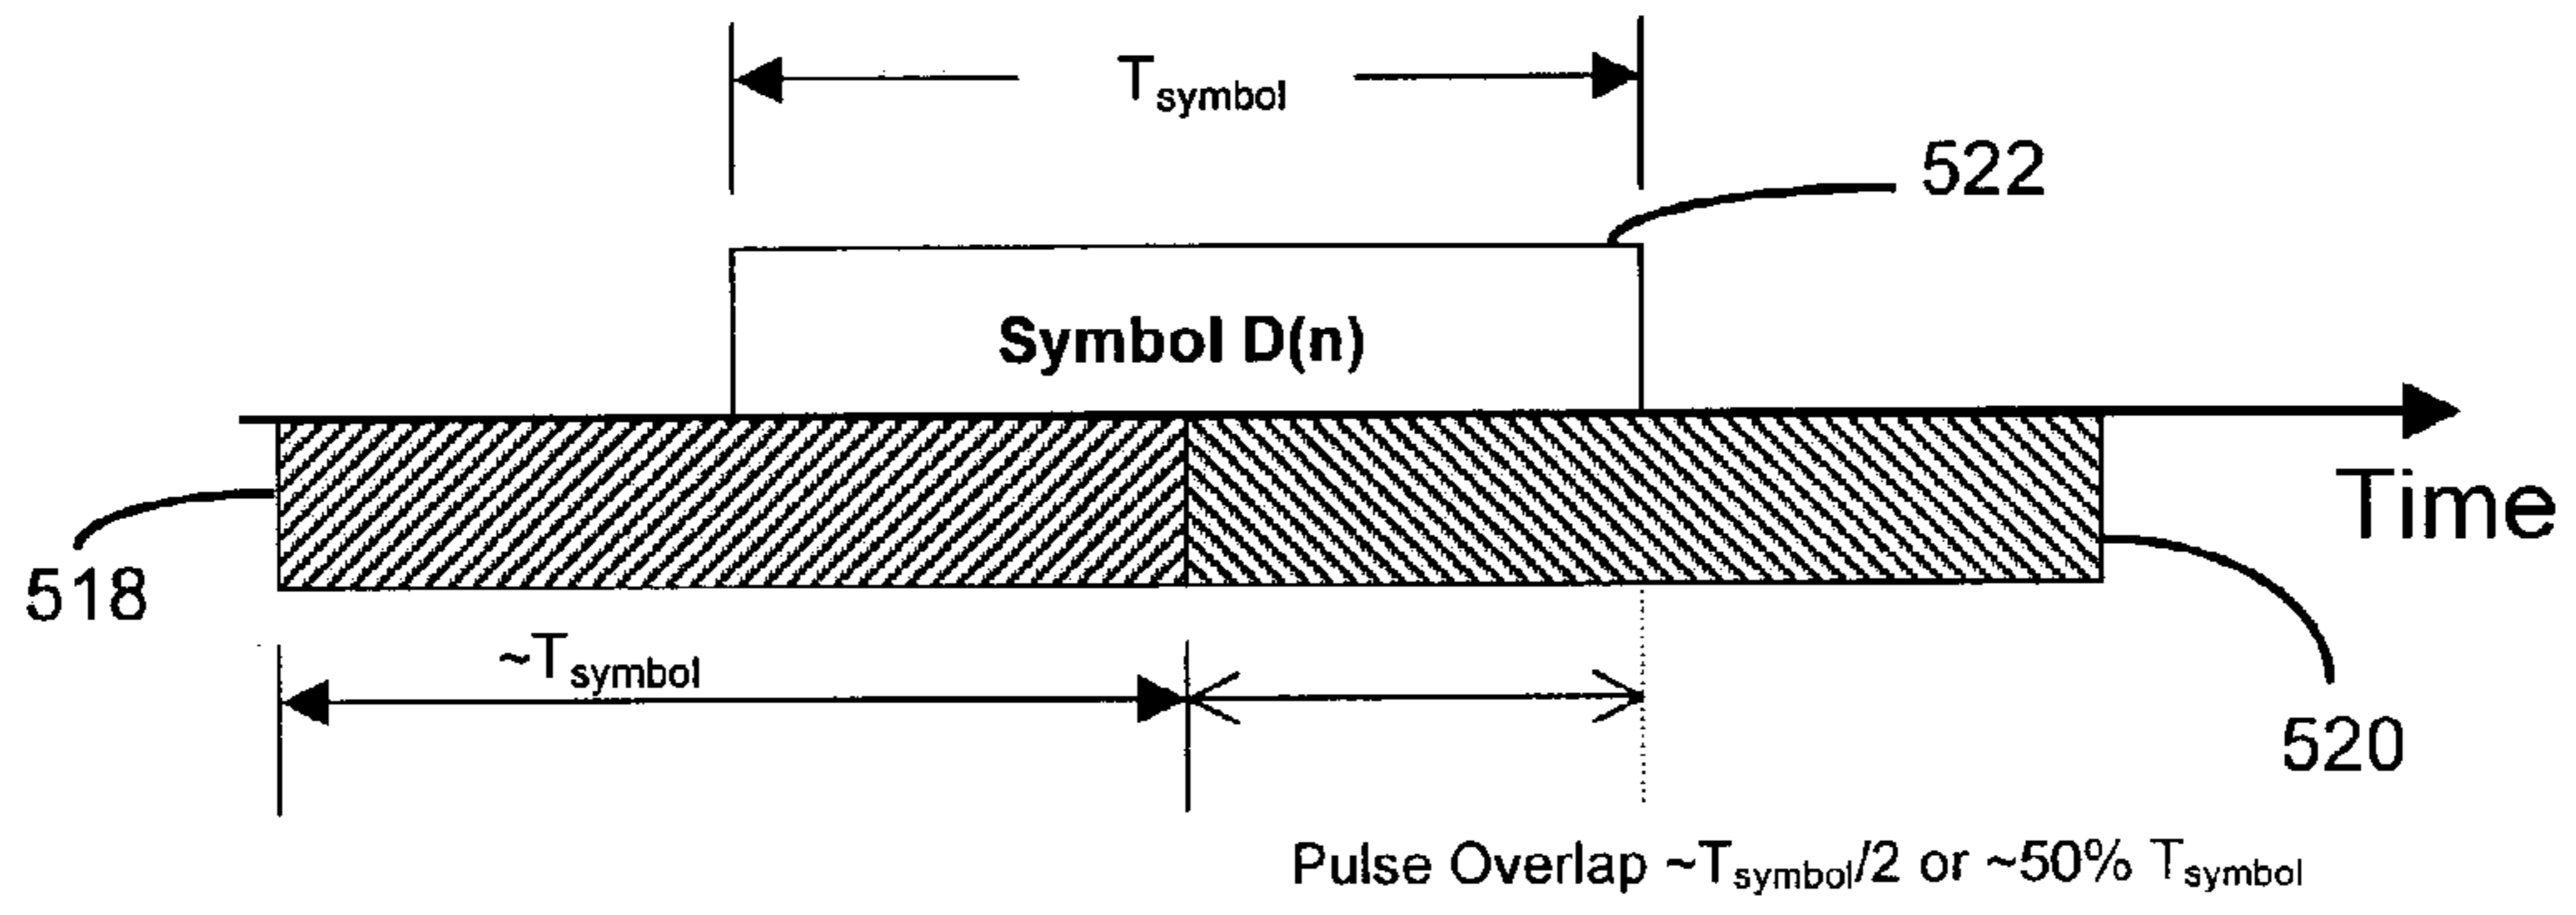 Tsymbol
522
Symbol D(n)
Time
518
~Tsymbol
520
Pulse Overlap ~Tsymbol/2 or ~50% Tsymbol